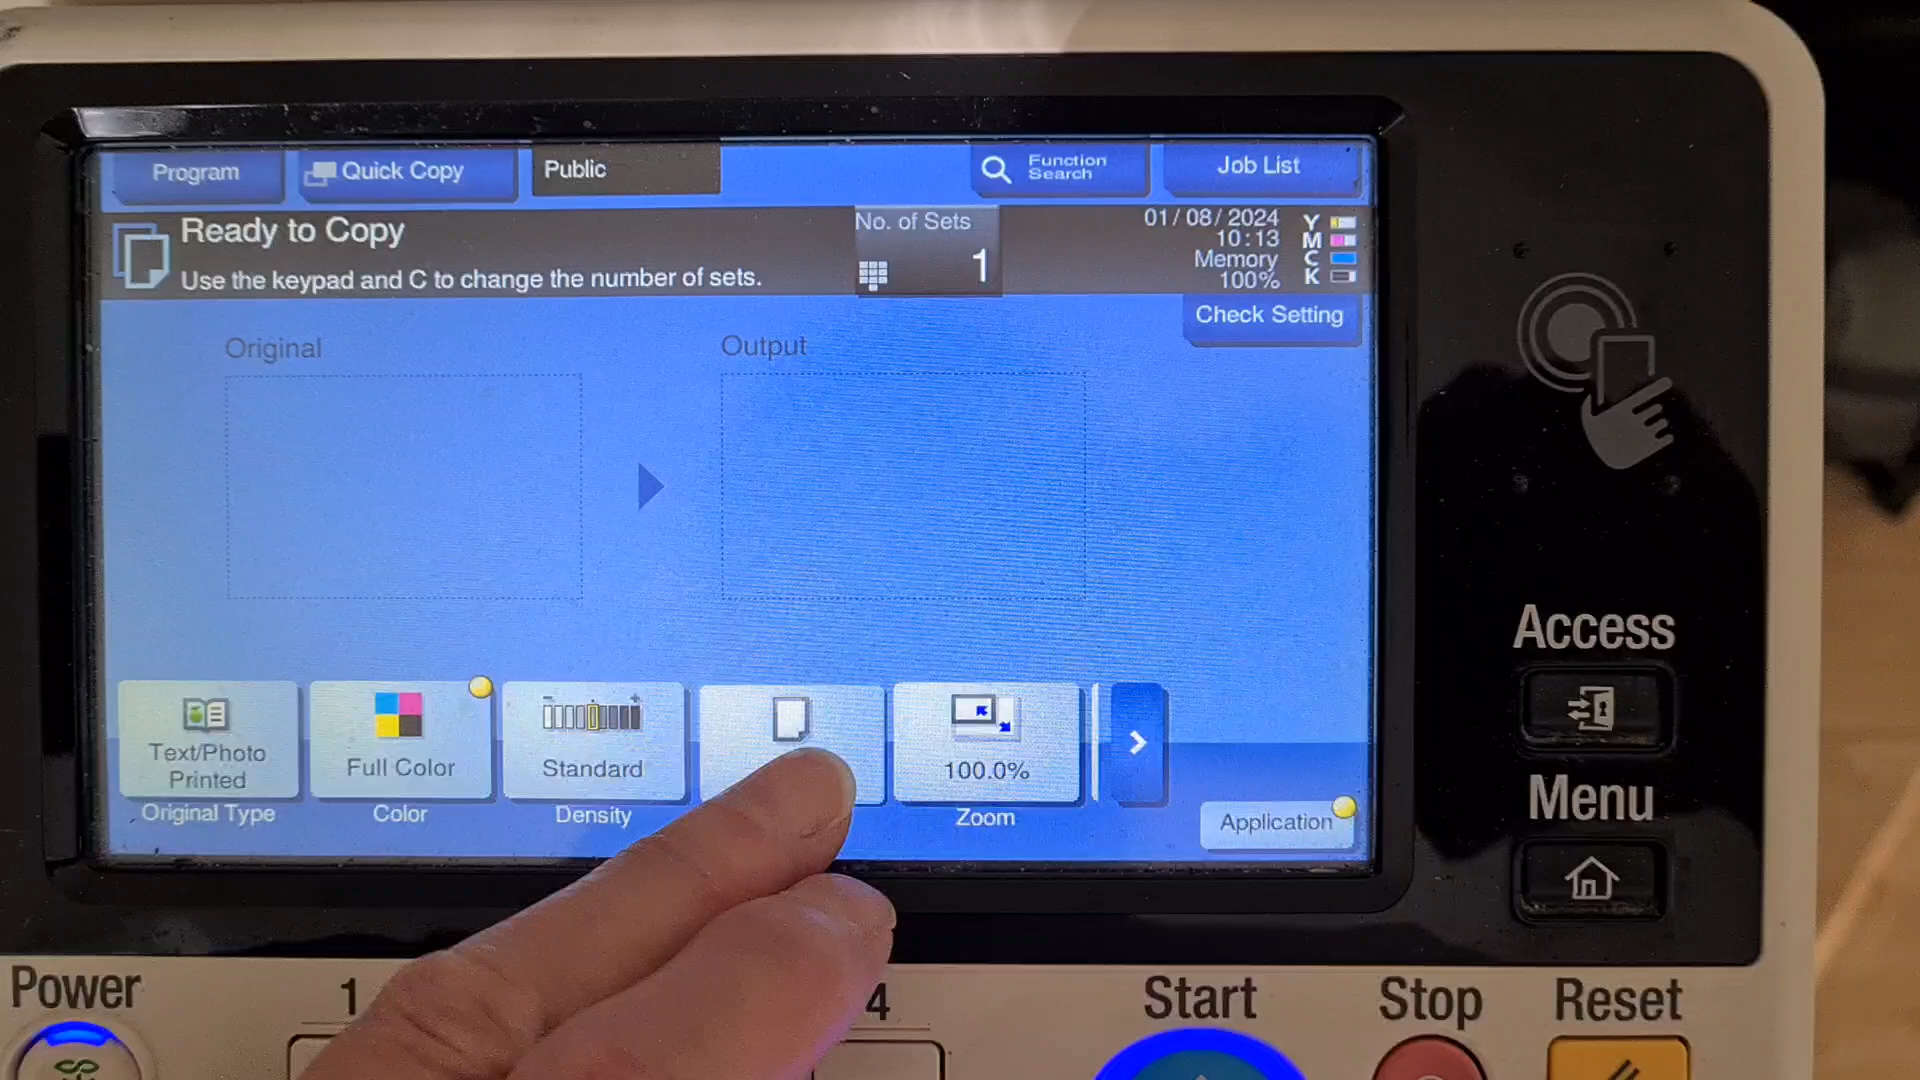 Program
Quick Copy
Public
Function
Search
Job List
Ready to Copy
Use the keypad and C to change the number of sets.
No. of Sets
1
01/08/2024
10:13
Memory
100%
Y
M
C
K
Check Setting
Original
Output
Text/Photo
Printed
Original Type
Full Color
Color
Standard
Density
100.0%
Zoom
Application
Access
Menu
Power
1
4
Start
Stop
Reset